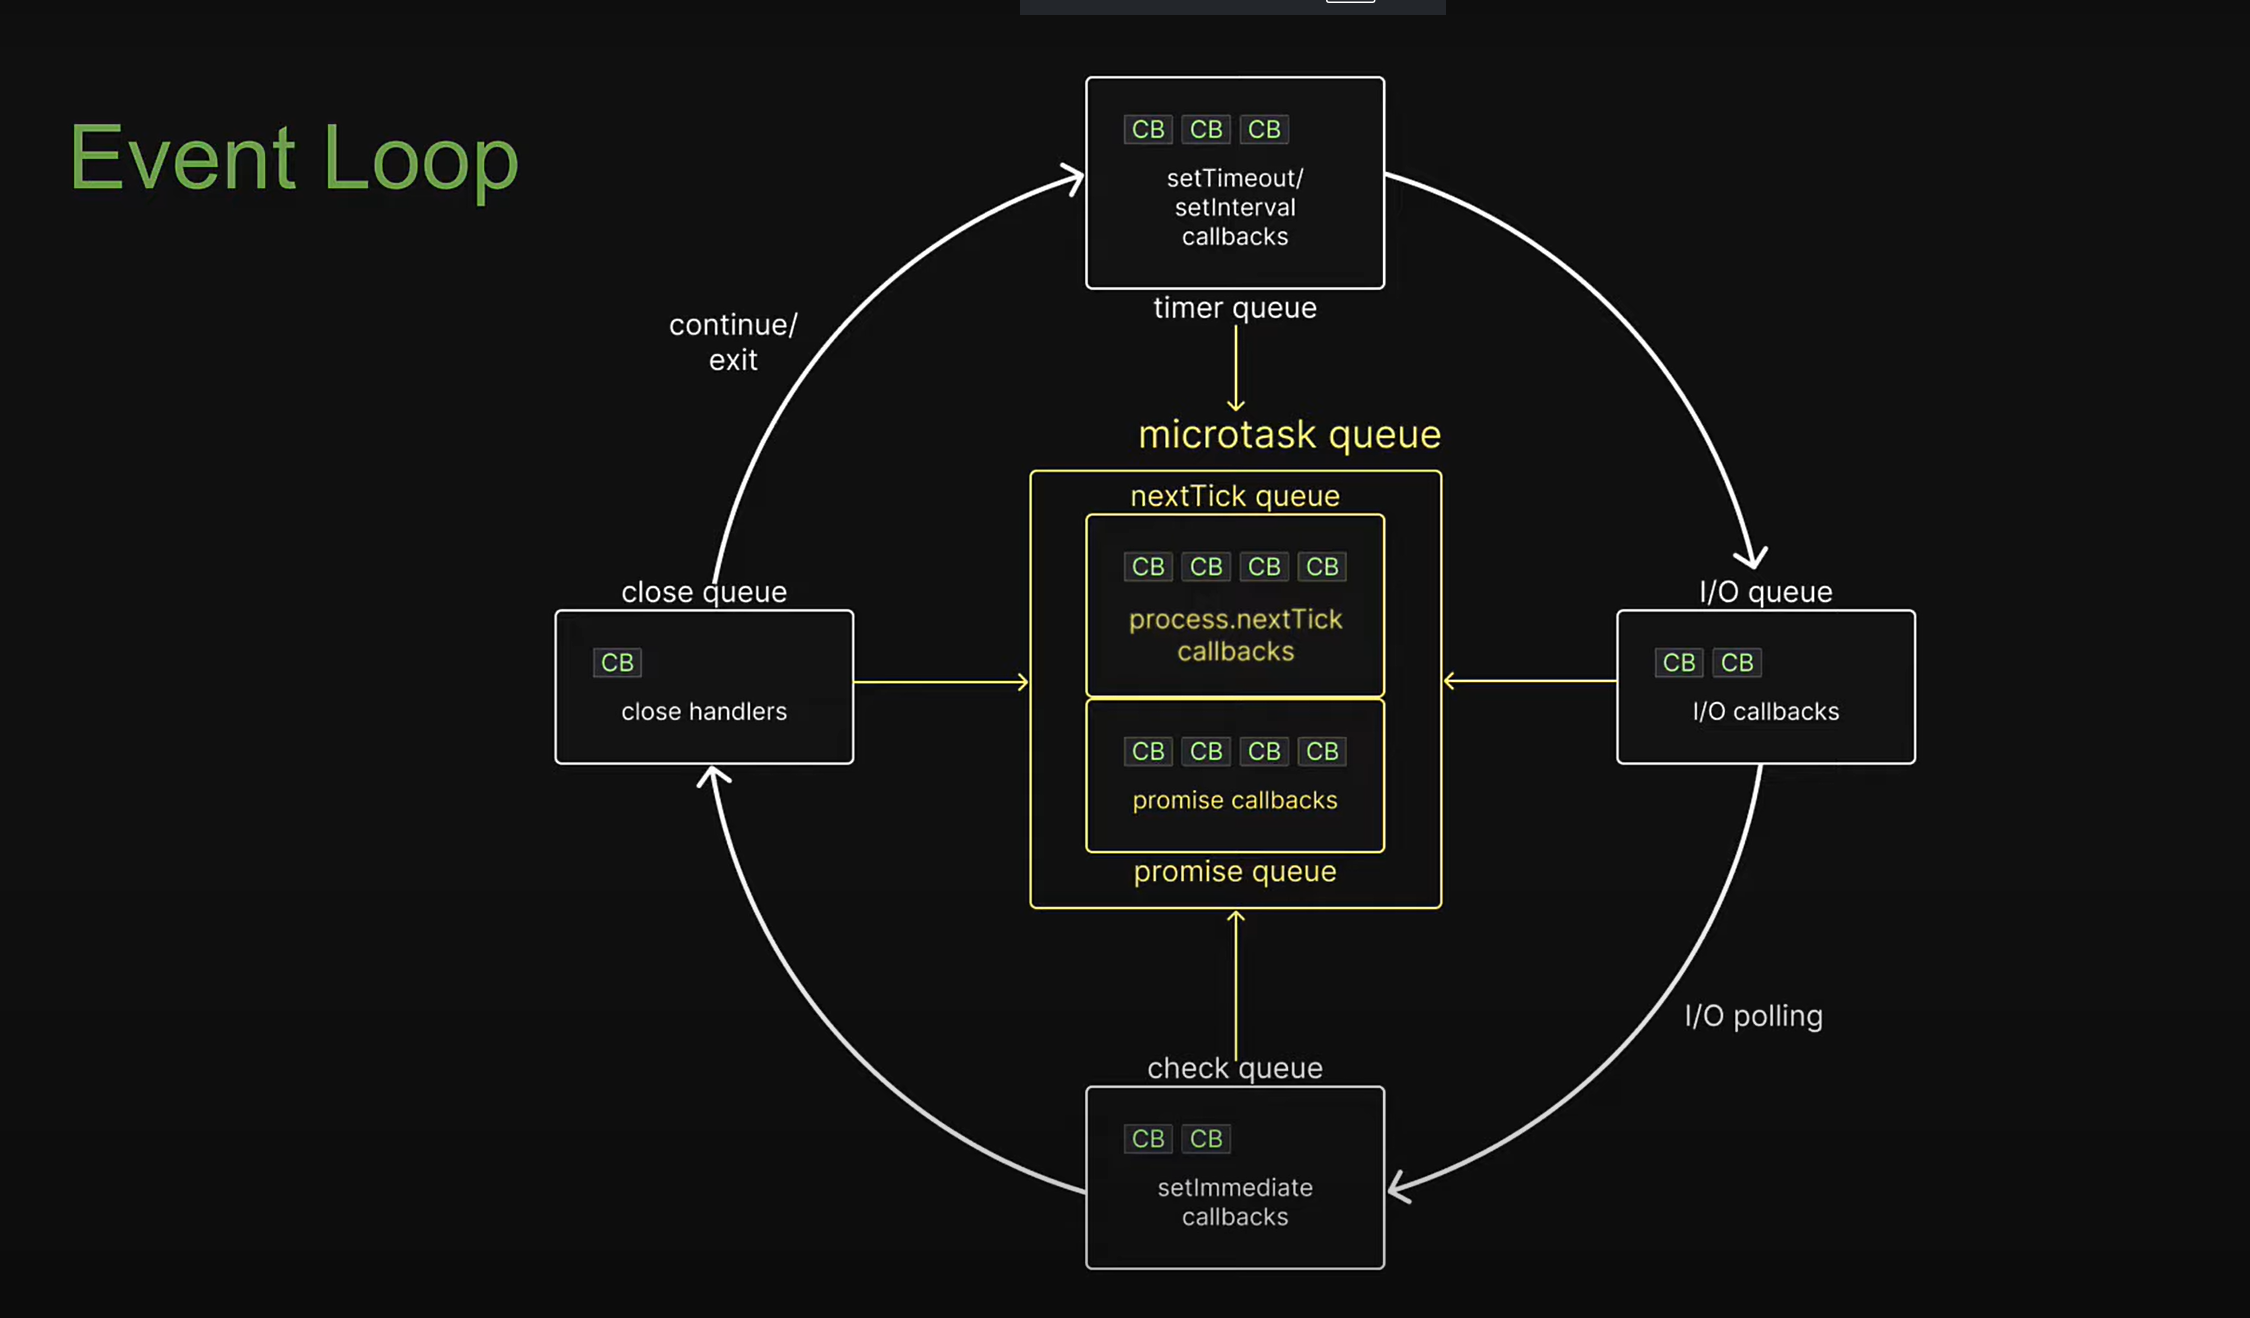 Event Loop
CB CB CB
setTimeout/
setInterval
callbacks
timer queue
continue/
exit
microtask queue
nextTick queue
CB CB CB CB
process.nextTick
callbacks
CB CB CB CB
promise callbacks
promise queue
close queue
CB
close handlers
I/O queue
CB CB
I/O callbacks
I/O polling
check queue
CB CB
setImmediate
callbacks